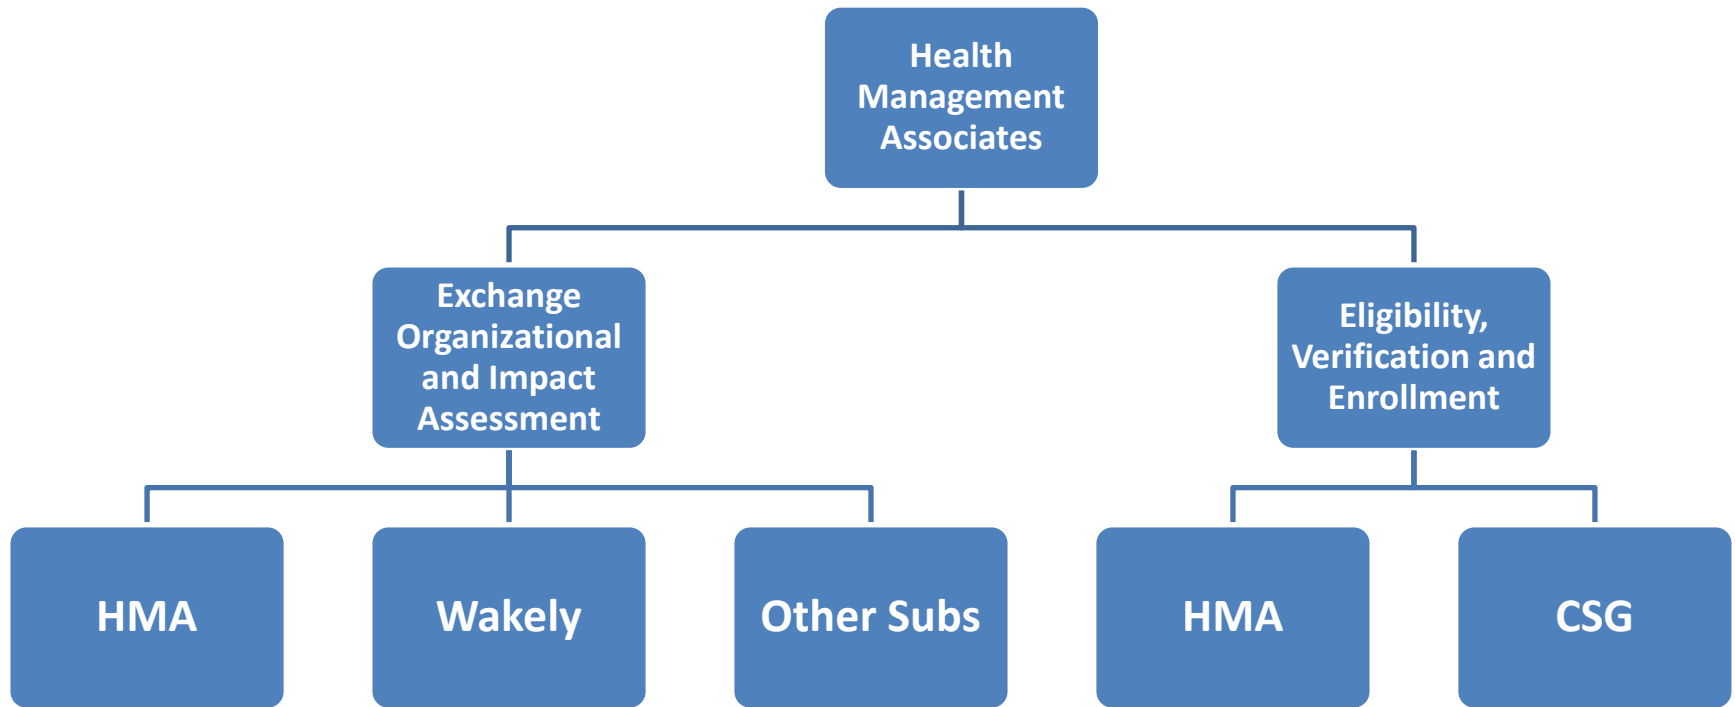 Health
Management
Associates
Exchange
Organizational
and Impact
Assessment
Eligibility,
Verification and
Enrollment
HMA
Wakely
Other Subs
HMA
CSG